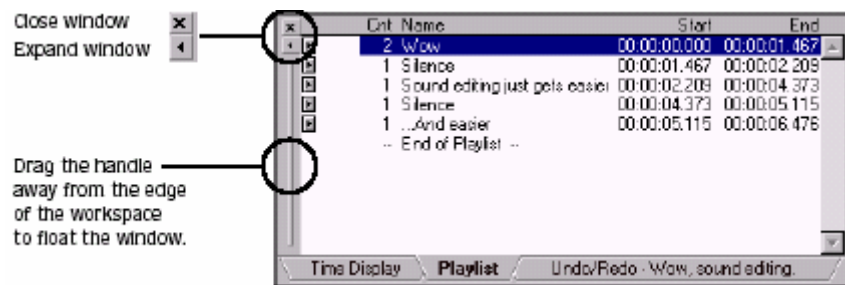 Close window
Expand window
Drag the handle
away from the edge
of the workspace
to float the window.
Cnt Name Start End
2 Wow 00:00:00.000 00:00:01.467
1 Silence 00:00:01.467 00:00:02.209
1 Sound editing just gets easier 00:00:02.209 00:00:04.373
1 Silence 00:00:04.373 00:00:05.115
1 ...And easier 00:00:05.115 00:00:06.476
-- End of Playlist --
Time Display Playlist Undo/Redo - Wow, sound editing.